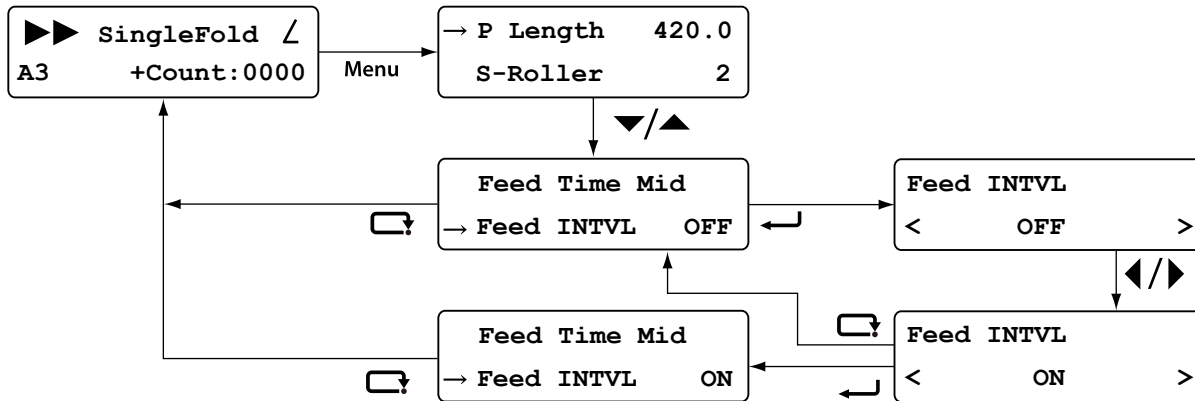 ▶▶ SingleFold ∠
A3 +Count:0000
Menu
→ P Length 420.0
S-Roller 2
▼/▲
Feed Time Mid
→ Feed INTVL OFF
Feed INTVL
< OFF >
◀/▶
Feed Time Mid
→ Feed INTVL ON
Feed INTVL
< ON >